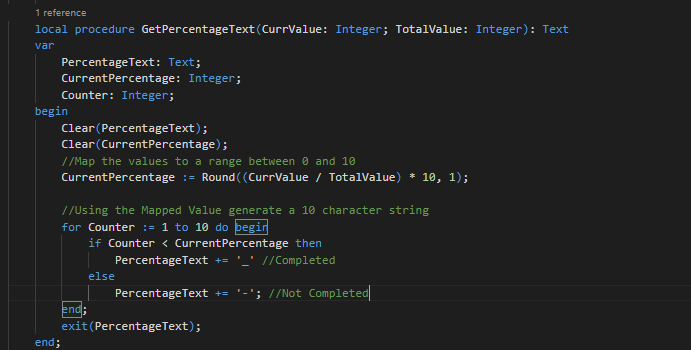 1 reference
local procedure GetPercentageText(CurrValue: Integer; TotalValue: Integer): Text
var
    PercentageText: Text;
    CurrentPercentage: Integer;
    Counter: Integer;
begin
    Clear(PercentageText);
    Clear(CurrentPercentage);
    //Map the values to a range between 0 and 10
    CurrentPercentage := Round((CurrValue / TotalValue) * 10, 1);

    //Using the Mapped Value generate a 10 character string
    for Counter := 1 to 10 do begin
        if Counter < CurrentPercentage then
            PercentageText += '_' //Completed
        else
            PercentageText += '-'; //Not Completed
    end;
    exit(PercentageText);
end;